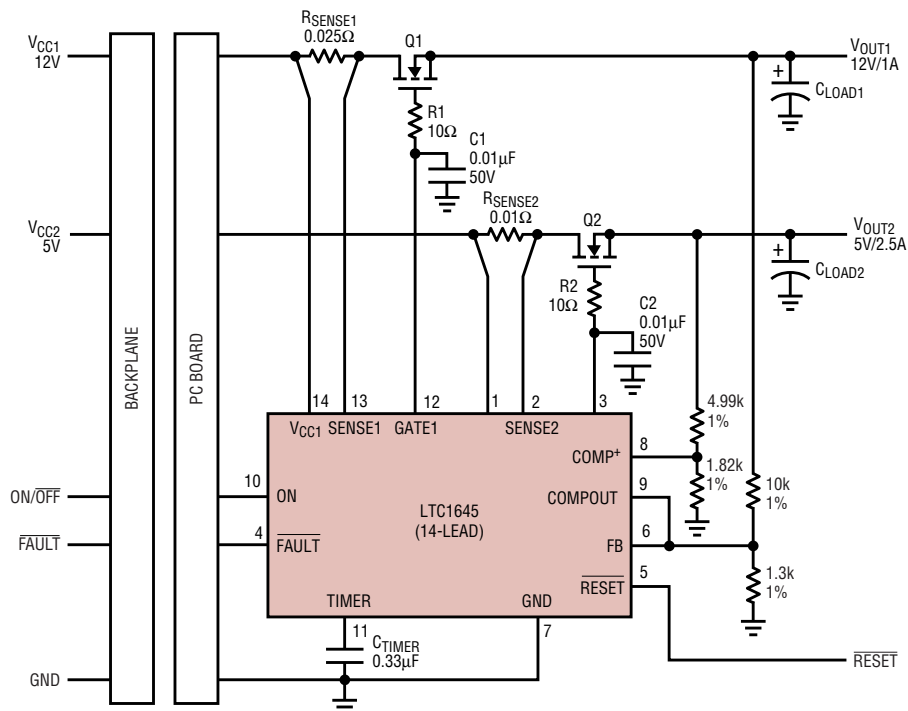 RSENSE1
0.025Ω
Q1
VCC1
12V
VOUT1
12V/1A
CLOAD1
R1
10Ω
C1
0.01µF
50V
RSENSE2
0.01Ω
Q2
VCC2
5V
VOUT2
5V/2.5A
CLOAD2
R2
10Ω
C2
0.01µF
50V
BACKPLANE
PC BOARD
14
13
12
1
2
3
VCC1
SENSE1
GATE1
SENSE2
4.99k
1%
COMP+
8
1.82k
1%
10k
1%
ON/OFF
10
ON
COMPOUT
9
LTC1645
(14-LEAD)
FAULT
4
FAULT
FB
6
RESET
5
1.3k
1%
TIMER
GND
11
7
CTIMER
0.33µF
GND
RESET